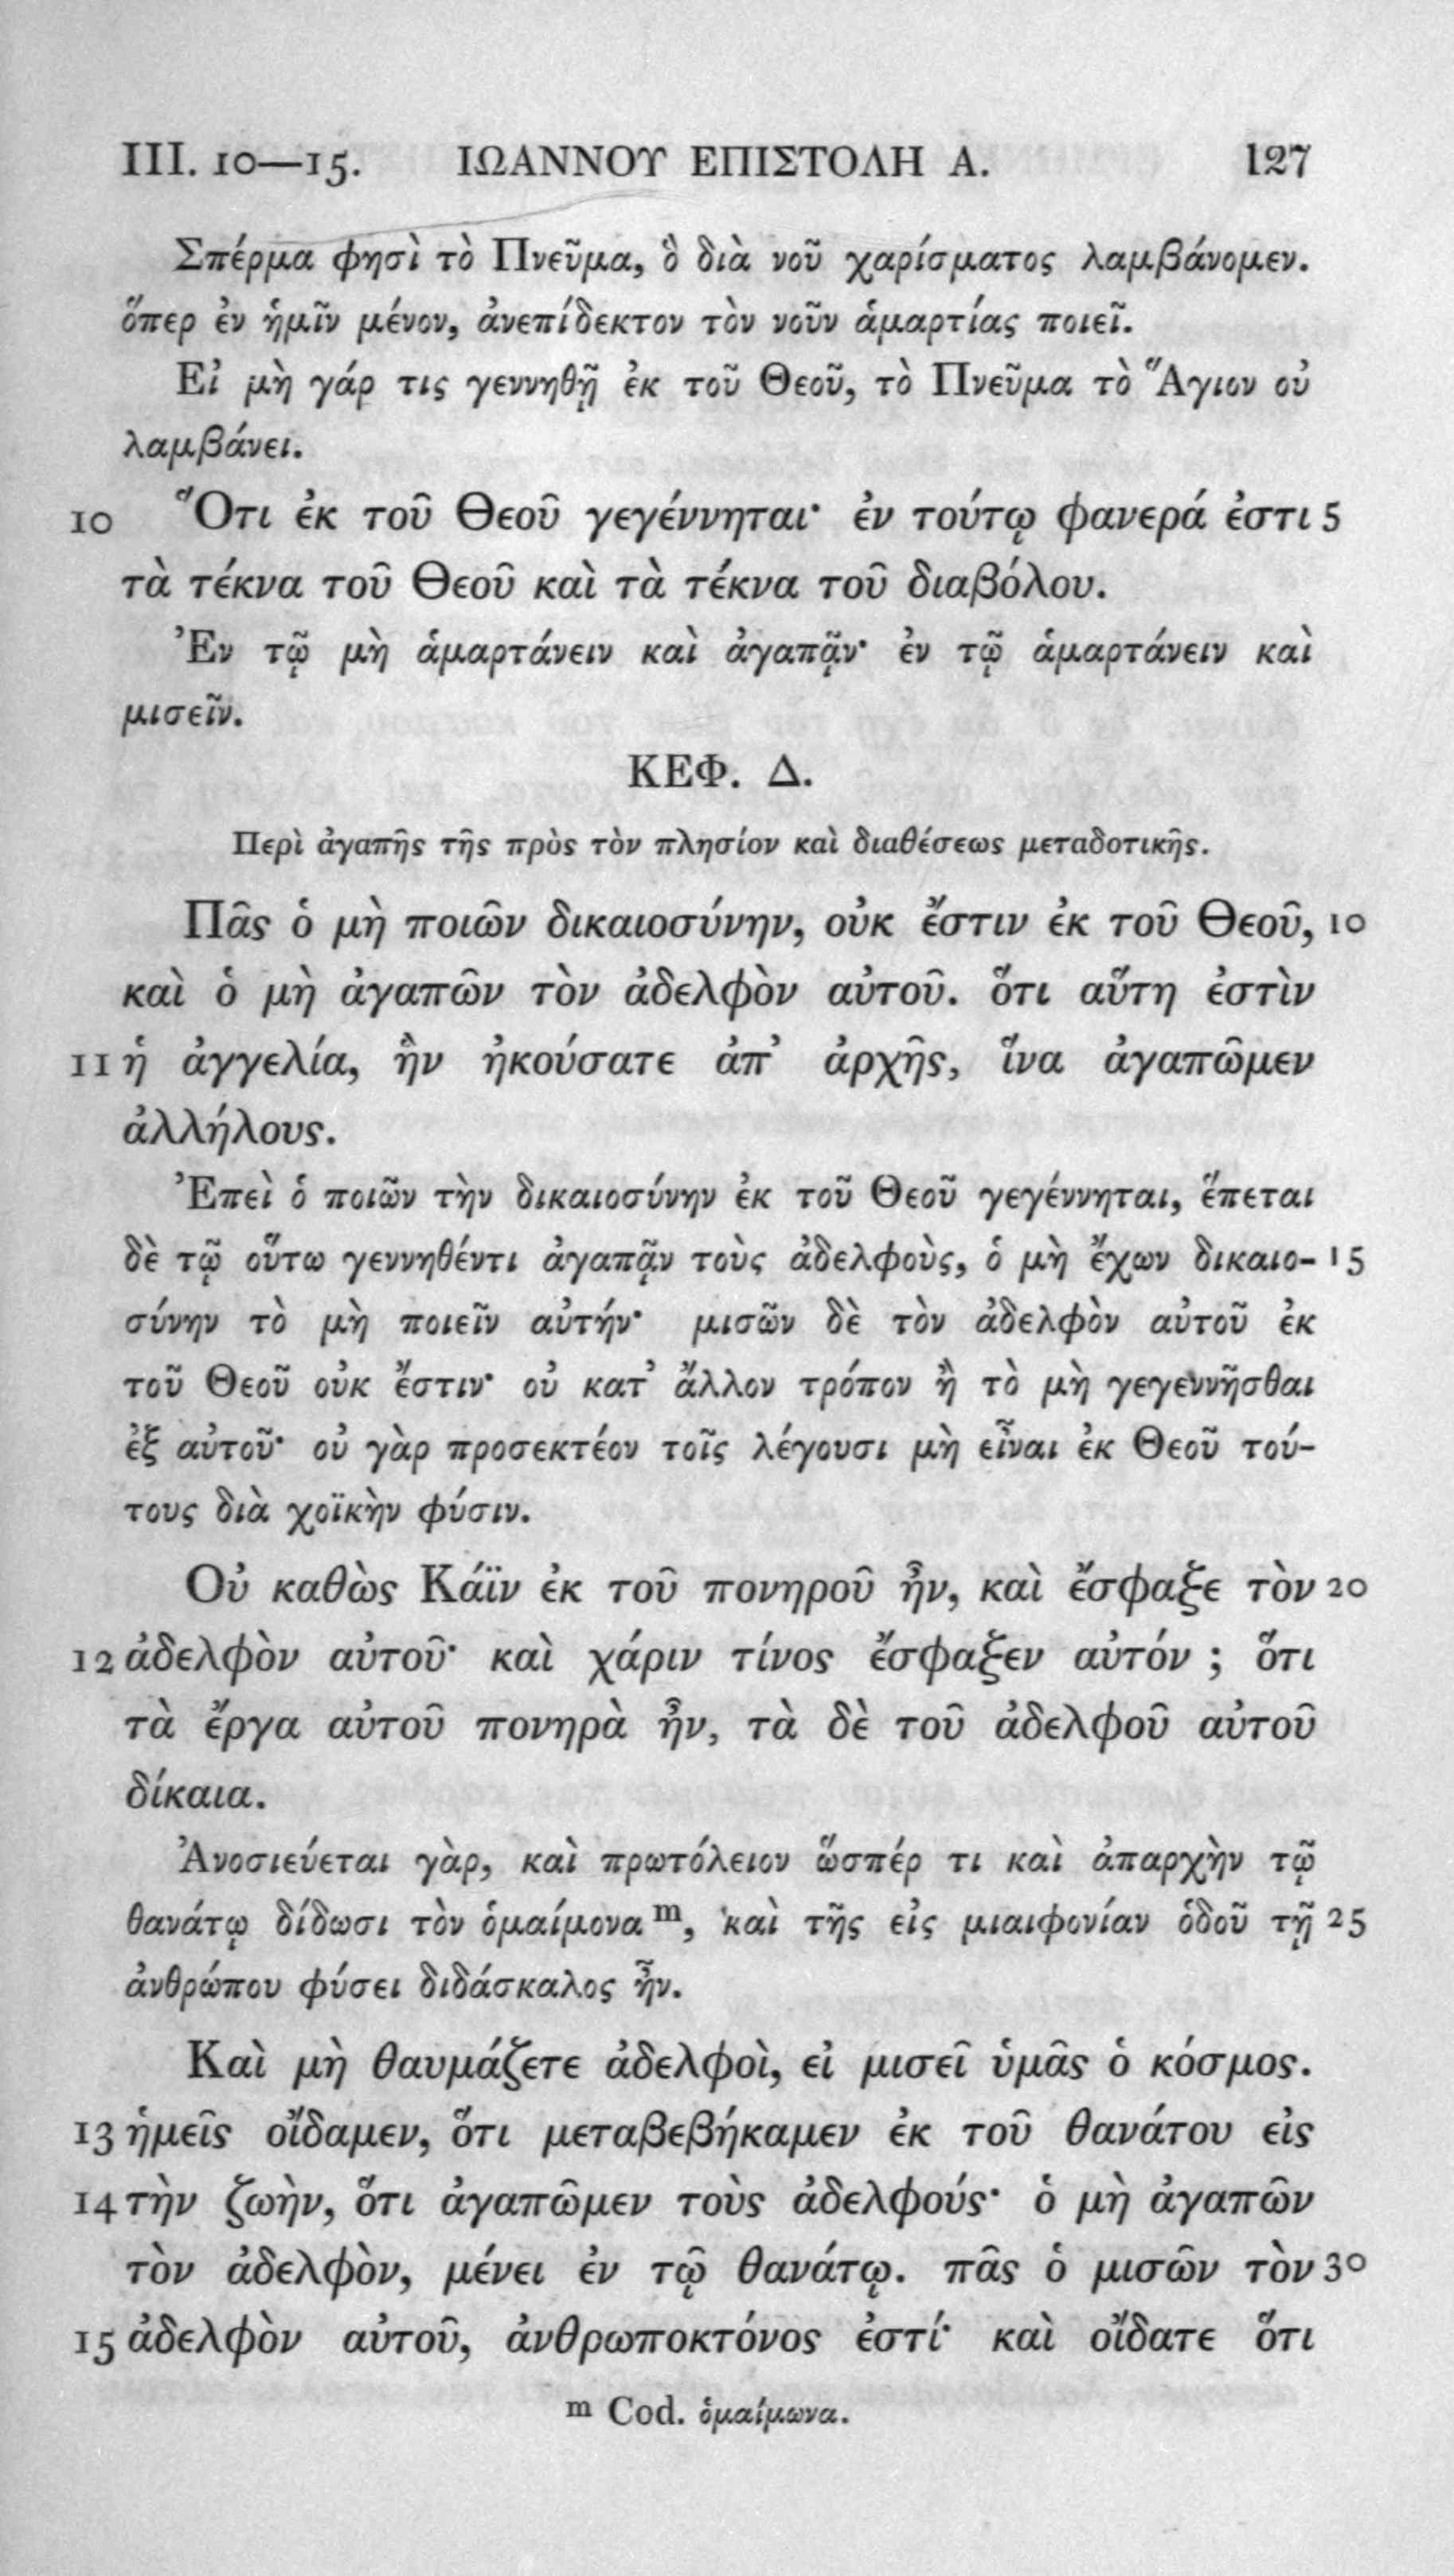 III. 10—15. ΙΩΑΝΝΟΥ ΕΠΙΣΤΟΛΗ Α. 127
Σπέρμα φησὶ τὸ Πνεῦμα, ὃ διὰ νοῦ χαρίσματος λαμβάνομεν.
ὅπερ ἐν ἡμῖν μένον, ἀνεπίδεκτον τὸν νοῦν ἁμαρτίας ποιεῖ.
Εἰ μὴ γάρ τις γεννηθῇ ἐκ τοῦ Θεοῦ, τὸ Πνεῦμα τὸ Ἅγιον οὐ
λαμβάνει.
10 Ὅτι ἐκ τοῦ Θεοῦ γεγέννηται· ἐν τούτῳ φανερά ἐστι 5
τὰ τέκνα τοῦ Θεοῦ καὶ τὰ τέκνα τοῦ διαβόλου.
Ἐν τῷ μὴ ἁμαρτάνειν καὶ ἀγαπᾷν· ἐν τῷ ἁμαρτάνειν καὶ
μισεῖν.
ΚΕΦ. Δ.
Περὶ ἀγαπῆς τῆς πρὸς τὸν πλησίον καὶ διαθέσεως μεταδοτικῆς.
Πᾶς ὁ μὴ ποιῶν δικαιοσύνην, οὐκ ἔστιν ἐκ τοῦ Θεοῦ, 10
καὶ ὁ μὴ ἀγαπῶν τὸν ἀδελφὸν αὐτοῦ. ὅτι αὕτη ἐστὶν
11 ἡ ἀγγελία, ἣν ἠκούσατε ἀπ’ ἀρχῆς, ἵνα ἀγαπῶμεν
ἀλλήλους.
Ἐπεὶ ὁ ποιῶν τὴν δικαιοσύνην ἐκ τοῦ Θεοῦ γεγέννηται, ἕπεται
δὲ τῷ οὕτω γεννηθέντι ἀγαπᾷν τοὺς ἀδελφοὺς, ὁ μὴ ἔχων δικαιο- 15
σύνην τὸ μὴ ποιεῖν αὐτήν· μισῶν δὲ τὸν ἀδελφὸν αὐτοῦ ἐκ
τοῦ Θεοῦ οὐκ ἔστιν· οὐ κατ’ ἄλλον τρόπον ἢ τὸ μὴ γεγεννῆσθαι
ἐξ αὐτοῦ· οὐ γὰρ προσεκτέον τοῖς λέγουσι μὴ εἶναι ἐκ Θεοῦ τού-
τους διὰ χοϊκὴν φύσιν.
Οὐ καθὼς Κάϊν ἐκ τοῦ πονηροῦ ἦν, καὶ ἔσφαξε τὸν 20
12 ἀδελφὸν αὐτοῦ· καὶ χάριν τίνος ἔσφαξεν αὐτόν ; ὅτι
τὰ ἔργα αὐτοῦ πονηρὰ ἦν, τὰ δὲ τοῦ ἀδελφοῦ αὐτοῦ
δίκαια.
Ἀνοσιεύεται γὰρ, καὶ πρωτόλειον ὥσπέρ τι καὶ ἀπαρχὴν τῷ
θανάτῳ δίδωσι τὸν ὁμαίμονα m, καὶ τῆς εἰς μιαιφονίαν ὁδοῦ τῇ 25
ἀνθρώπου φύσει διδάσκαλος ἦν.
Καὶ μὴ θαυμάζετε ἀδελφοὶ, εἰ μισεῖ ὑμᾶς ὁ κόσμος.
13 ἡμεῖς οἴδαμεν, ὅτι μεταβεβήκαμεν ἐκ τοῦ θανάτου εἰς
14 τὴν ζωὴν, ὅτι ἀγαπῶμεν τοὺς ἀδελφούς· ὁ μὴ ἀγαπῶν
τὸν ἀδελφὸν, μένει ἐν τῷ θανάτῳ. πᾶς ὁ μισῶν τὸν 30
15 ἀδελφὸν αὐτοῦ, ἀνθρωποκτόνος ἐστί· καὶ οἴδατε ὅτι
m Cod. ὁμαίμωνα.